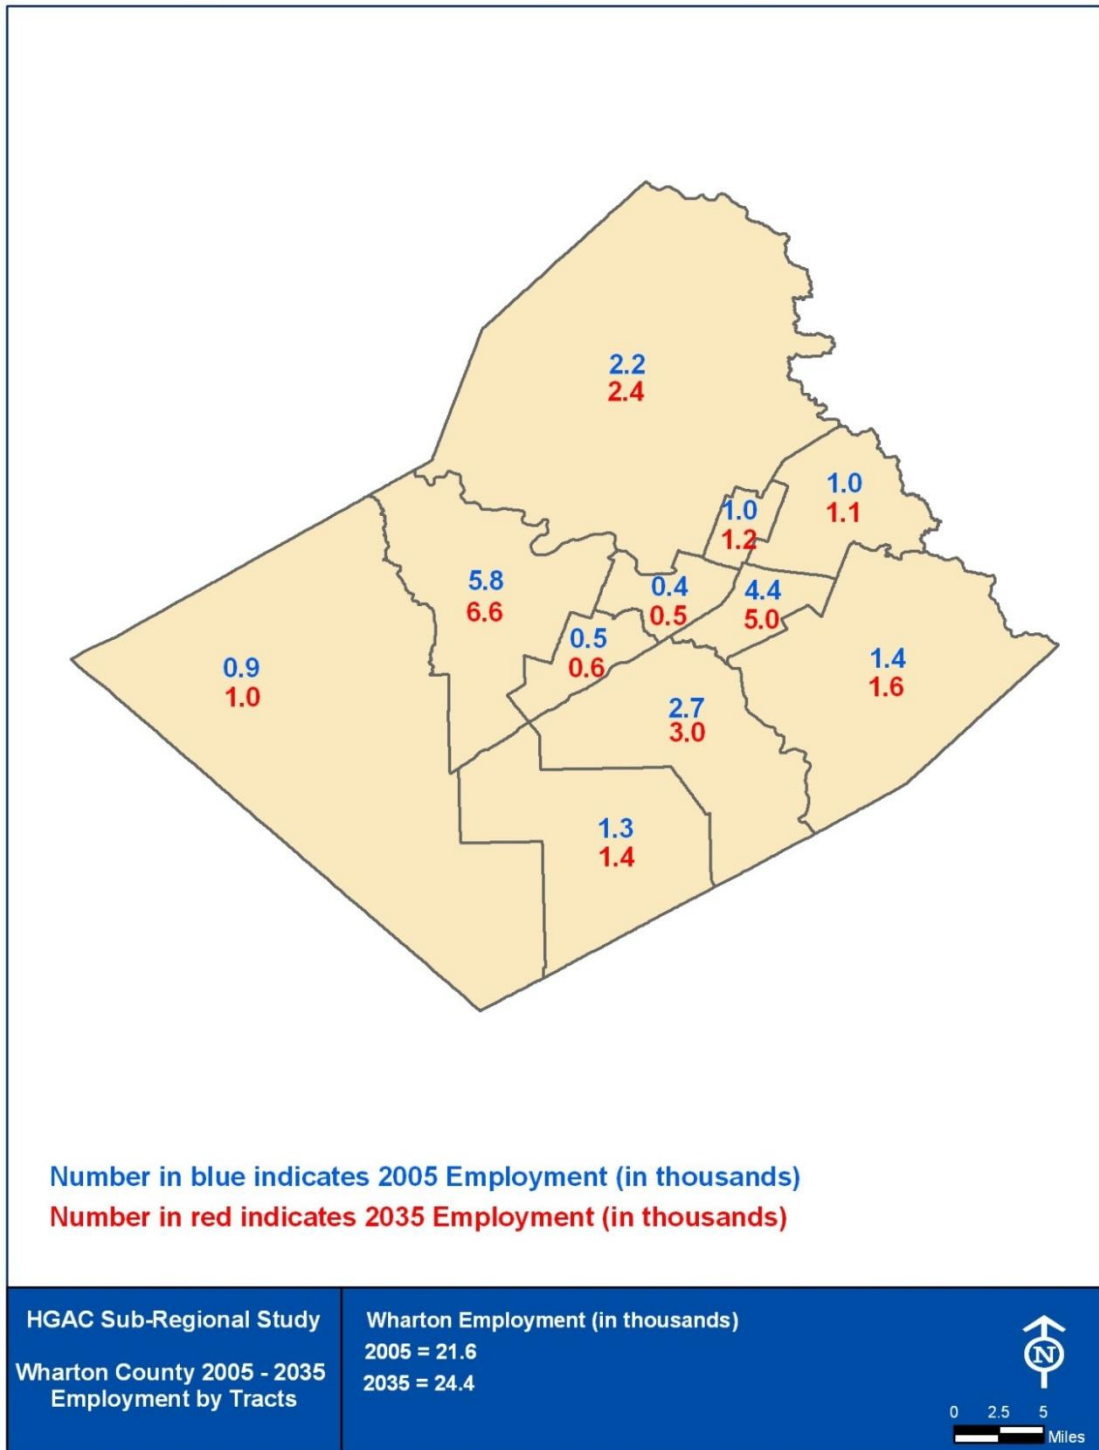 2.2
2.4
1.0
1.1
1.0
1.2
5.8
6.6
0.4
0.5
4.4
5.0
0.5
0.6
0.9
1.0
1.4
1.6
2.7
3.0
1.3
1.4
Number in blue indicates 2005 Employment (in thousands)
Number in red indicates 2035 Employment (in thousands)
HGAC Sub-Regional Study
Wharton County 2005 - 2035
Employment by Tracts
Wharton Employment (in thousands)
2005 = 21.6
2035 = 24.4
N
0 2.5 5
Miles